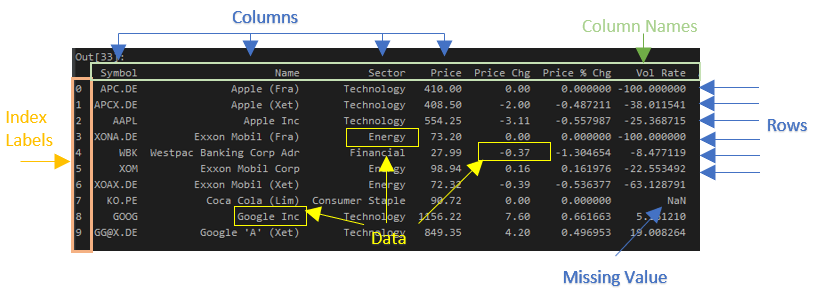 Columns
Column Names
Out[33]:
Symbol Name Sector Price Price Chg Price % Chg Vol Rate
0 APC.DE Apple (Fra) Technology 410.00 0.00 0.000000 -100.000000
1 APCX.DE Apple (Xet) Technology 408.50 -2.00 -0.487211 -38.011541
2 AAPL Apple Inc Technology 554.25 -3.11 -0.557987 -25.368715
3 XONA.DE Exxon Mobil (Fra) Energy 73.20 0.00 0.000000 -100.000000
4 WBK Westpac Banking Corp Adr Financial 27.99 -0.37 -1.304654 -8.477119
5 XOM Exxon Mobil Corp Energy 98.94 0.16 0.161976 -22.553492
6 XOAX.DE Exxon Mobil (Xet) Energy 72.32 -0.39 -0.536377 -63.128791
7 KO.PE Coca Cola (Lim) Consumer Staple 90.72 0.00 0.000000 NaN
8 GOOG Google Inc Technology 1156.22 7.60 0.661663
9 GG@X.DE Google 'A' (Xet) Technology 849.35 4.20 0.496953 19.008264
Index
Labels
Rows
Data
Missing Value